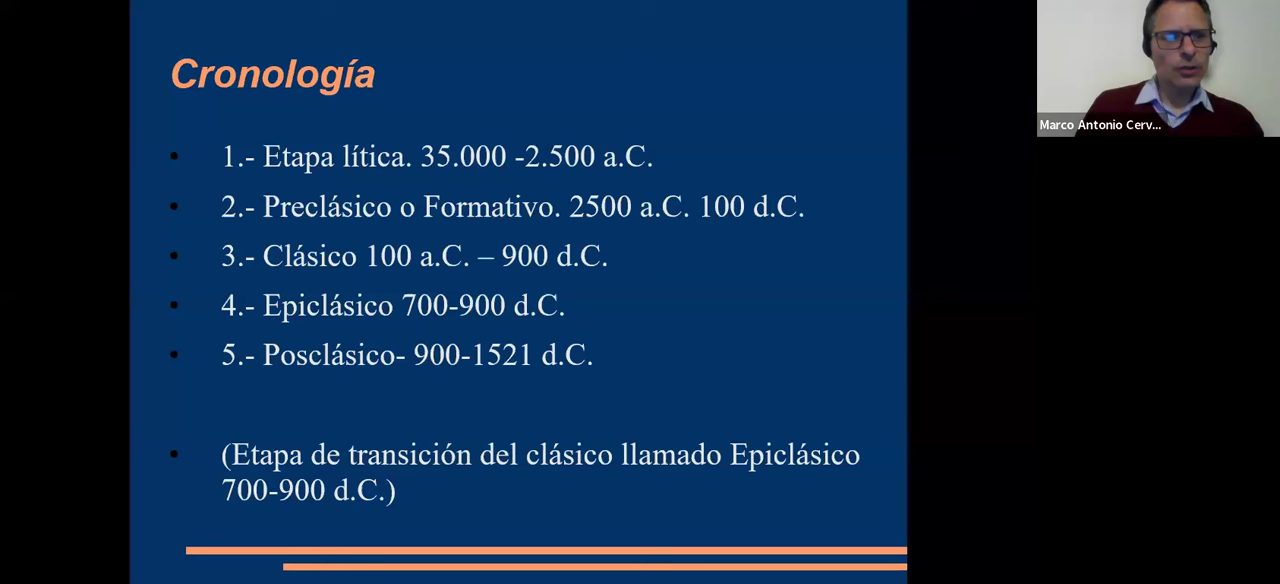 Cronología
1.- Etapa lítica. 35.000 -2.500 a.C.
2.- Preclásico o Formativo. 2500 a.C. 100 d.C.
3.- Clásico 100 a.C. – 900 d.C.
4.- Epiclásico 700-900 d.C.
5.- Posclásico- 900-1521 d.C.
(Etapa de transición del clásico llamado Epiclásico
700-900 d.C.)
Marco Antonio Cerv...